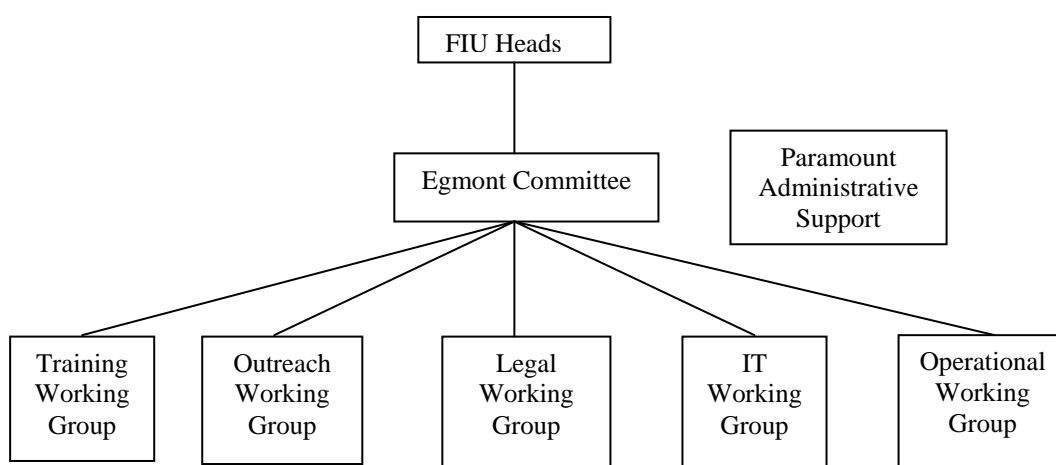 FIU Heads
Egmont Committee
Paramount
Administrative
Support
Training
Working
Group
Outreach
Working
Group
Legal
Working
Group
IT
Working
Group
Operational
Working
Group